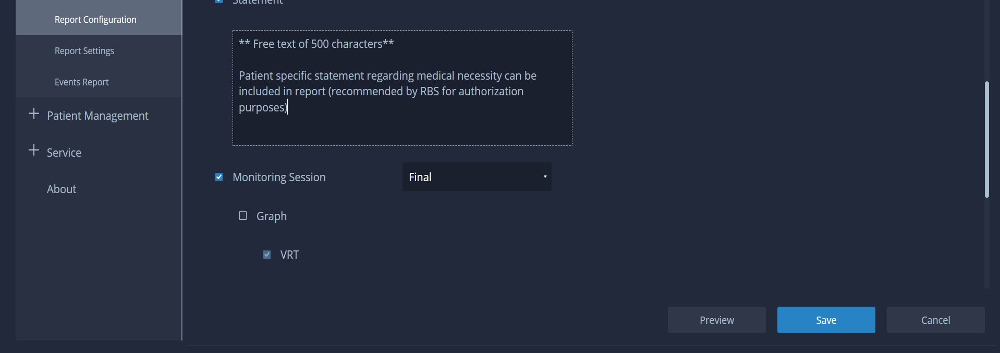 Statement
Report Configuration
Report Settings
Events Report
Patient Management
Service
About
** Free text of 500 characters**
Patient specific statement regarding medical necessity can be
included in report (recommended by RBS for authorization
purposes)
Monitoring Session
Final
Graph
VRT
Preview
Save
Cancel